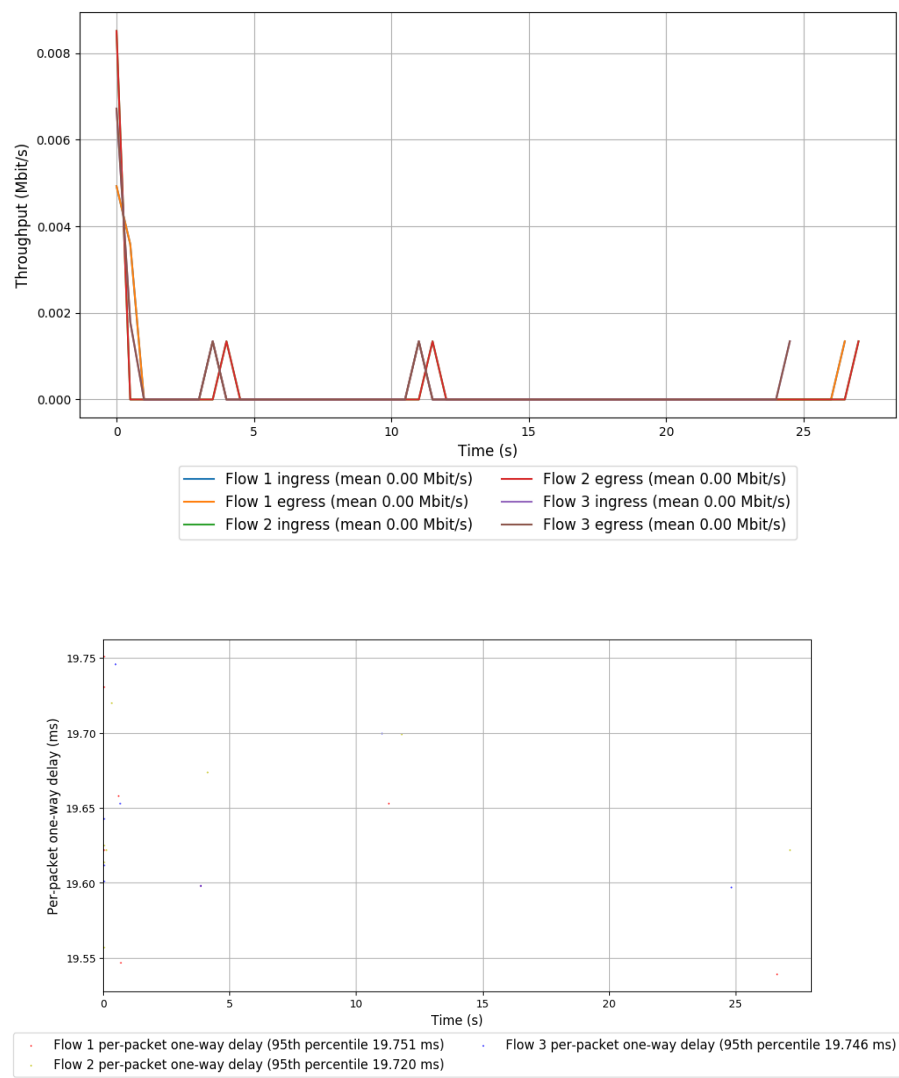 0.008
0.006
0.004
0.002
0.000
Throughput (Mbit/s)
0 5 10 15 20 25
Time (s)
Flow 1 ingress (mean 0.00 Mbit/s) Flow 2 egress (mean 0.00 Mbit/s)
Flow 1 egress (mean 0.00 Mbit/s) Flow 3 ingress (mean 0.00 Mbit/s)
Flow 2 ingress (mean 0.00 Mbit/s) Flow 3 egress (mean 0.00 Mbit/s)
19.75
19.70
19.65
19.60
19.55
Per-packet one-way delay (ms)
0 5 10 15 20 25
Time (s)
Flow 1 per-packet one-way delay (95th percentile 19.751 ms) Flow 3 per-packet one-way delay (95th percentile 19.746 ms)
Flow 2 per-packet one-way delay (95th percentile 19.720 ms)